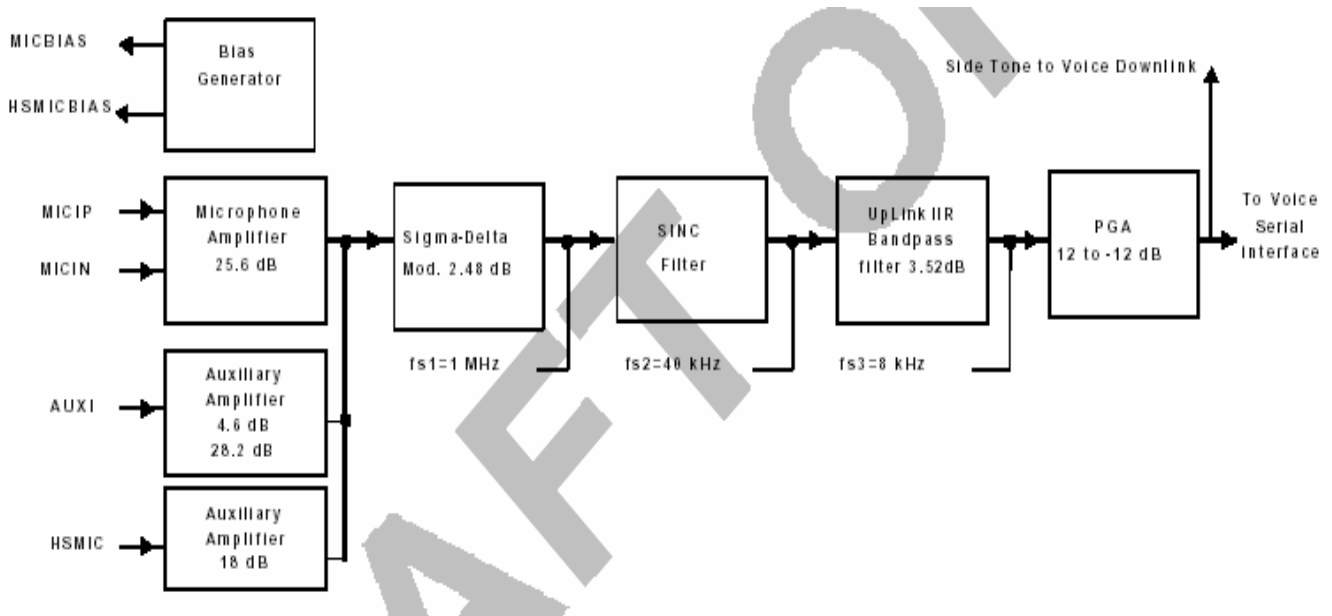 MICBIAS
HSMICBIAS
Bias
Generator
Side Tone to Voice Downlink
MICIP
MICIN
Microphone
Amplifier
25.6 dB
Sigma-Delta
Mod. 2.48 dB
SINC
Filter
UpLink IIR
Bandpass
filter 3.52dB
PGA
12 to -12 dB
To Voice
Serial
Interface
fs1=1 MHz
fs2=40 kHz
fs3=8 kHz
AUXI
Auxiliary
Amplifier
4.6 dB
28.2 dB
HSMIC
Auxiliary
Amplifier
18 dB
AFT O